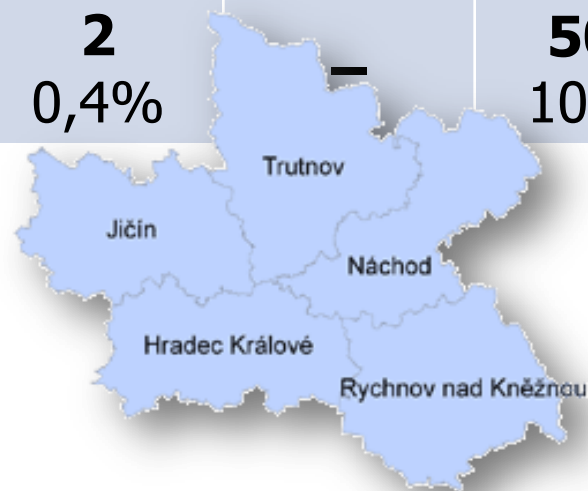 2
0,4%
–
Trutnov
Jičín
Náchod
Hradec Králové
Rychnov nad Kněžnou